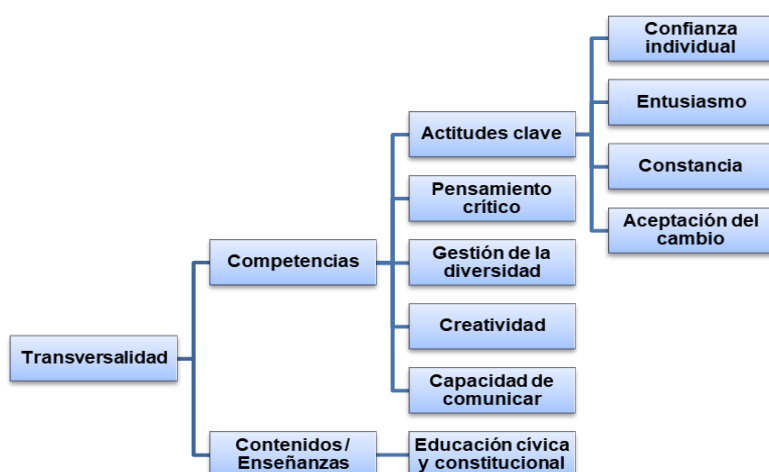 Transversalidad
Competencias
Actitudes clave
Confianza
individual
Entusiasmo
Constancia
Aceptación del
cambio
Pensamiento
crítico
Gestión de la
diversidad
Creatividad
Capacidad de
comunicar
Contenidos/
Enseñanzas
Educación cívica
y constitucional